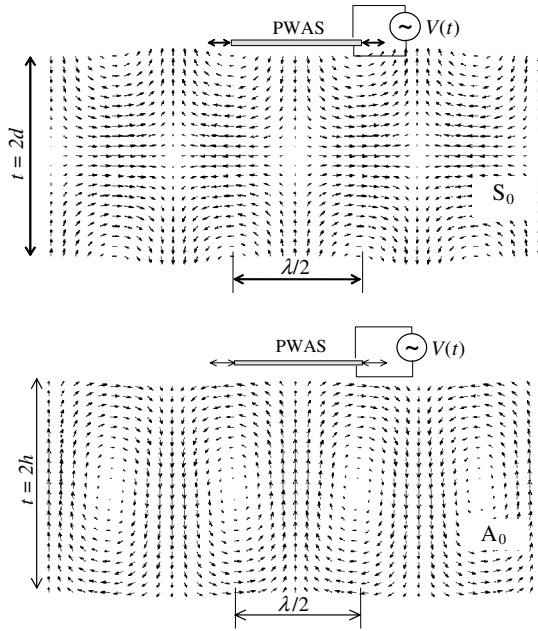 PWAS
~
V(t)
t = 2d
S₀
λ/2
PWAS
~
V(t)
t = 2h
A₀
λ/2